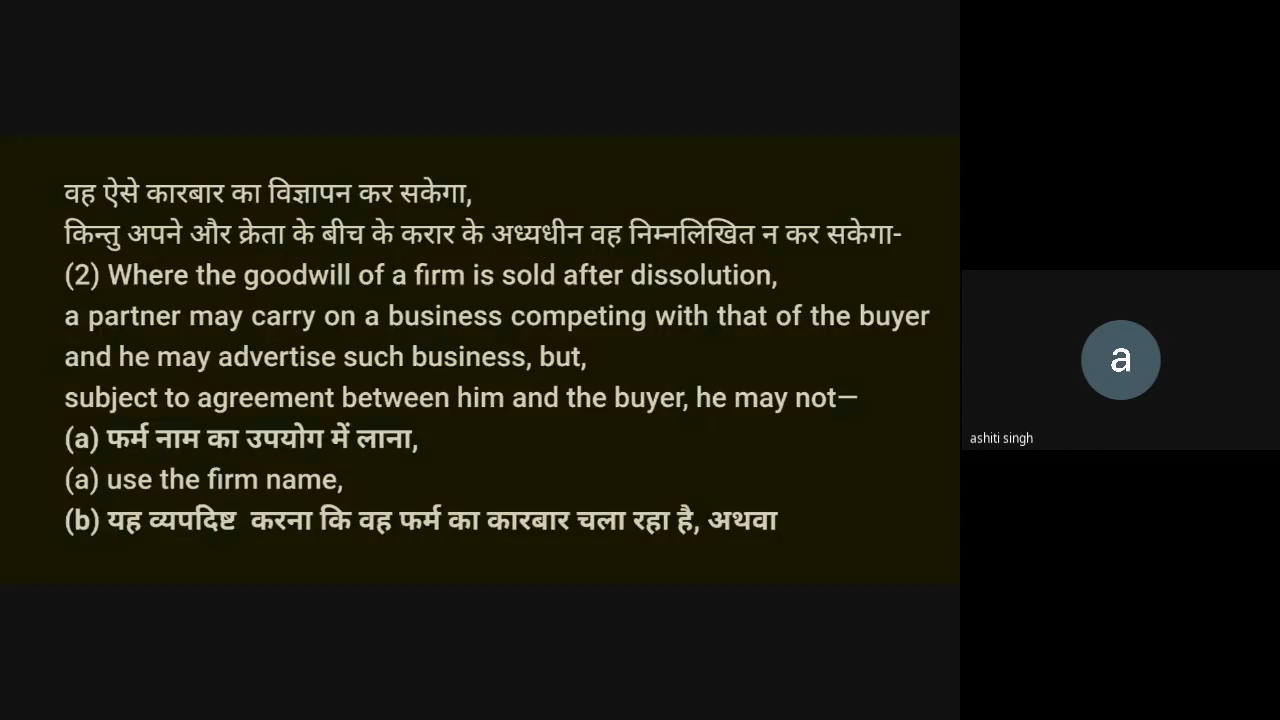 वह ऐसे कारबार का विज्ञापन कर सकेगा,
किन्तु अपने और क्रेता के बीच के करार के अध्यधीन वह निम्नलिखित न कर सकेगा-
(2) Where the goodwill of a firm is sold after dissolution,
a partner may carry on a business competing with that of the buyer
and he may advertise such business, but,
subject to agreement between him and the buyer, he may not—
(a) फर्म नाम का उपयोग में लाना,
(a) use the firm name,
(b) यह व्यपदिष्ट करना कि वह फर्म का कारबार चला रहा है, अथवा
a
ashiti singh